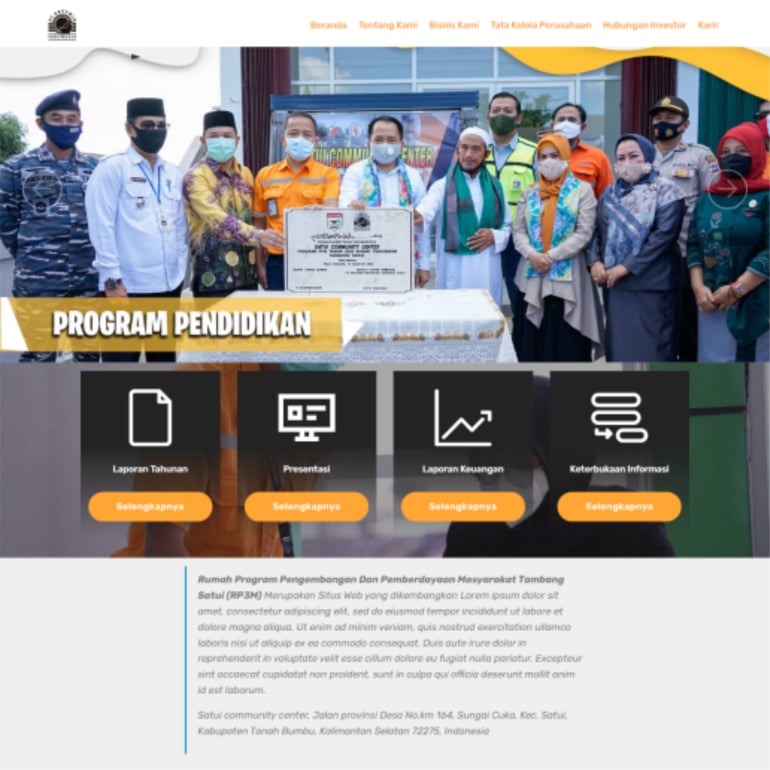 Beranda Tentang Kami Bisnis Kami Tata Kelola Perusahaan Hubungan Investor Karir
SATUI COMMUNITY CENTER
PROGRAM PENDIDIKAN
Laporan Tahunan
Presentasi
Laporan Keuangan
Keterbukaan Informasi
Selengkapnya
Selengkapnya
Selengkapnya
Selengkapnya
Rumah Program Pengembangan Dan Pemberdayaan Masyarakat Tambang
Satui (RP3M) Merupakan Situs Web yang dikembangkan Lorem ipsum dolor sit
amet, consectetur adipiscing elit, sed do eiusmod tempor incididunt ut labore et
dolore magna aliqua. Ut enim ad minim veniam, quis nostrud exercitation ullamco
laboris nisi ut aliquip ex ea commodo consequat. Duis aute irure dolor in
reprehenderit in voluptate velit esse cillum dolore eu fugiat nulla pariatur. Excepteur
sint occaecat cupidatat non proident, sunt in culpa qui officia deserunt mollit anim
id est laborum.
Satui community center, Jalan provinsi Desa No.km 164, Sungai Cuka, Kec. Satui,
Kabupaten Tanah Bumbu, Kalimantan Selatan 72275, Indonesia